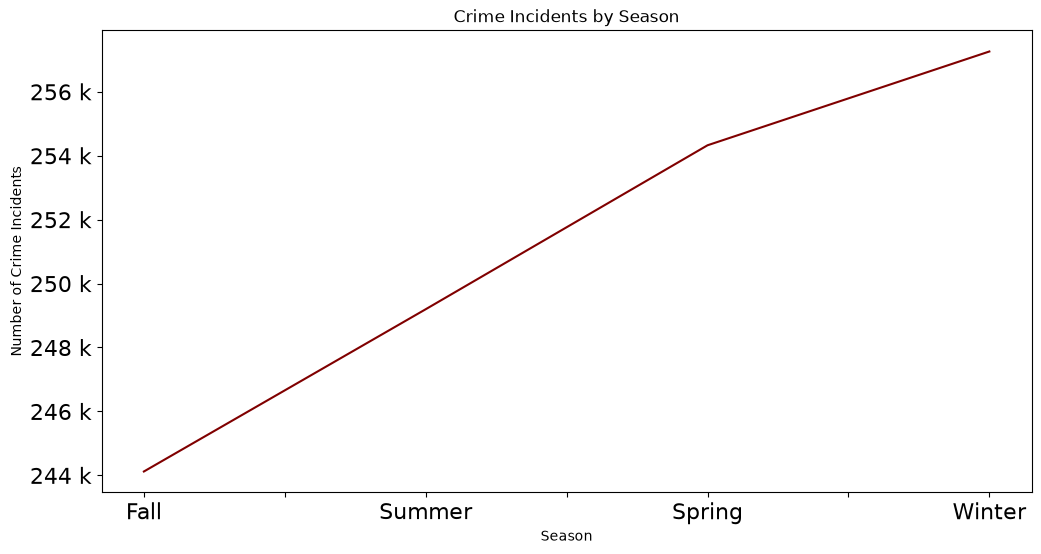 Crime Incidents by Season
Number of Crime Incidents
256 k
254 k
252 k
250 k
248 k
246 k
244 k
Fall Summer Spring Winter
Season